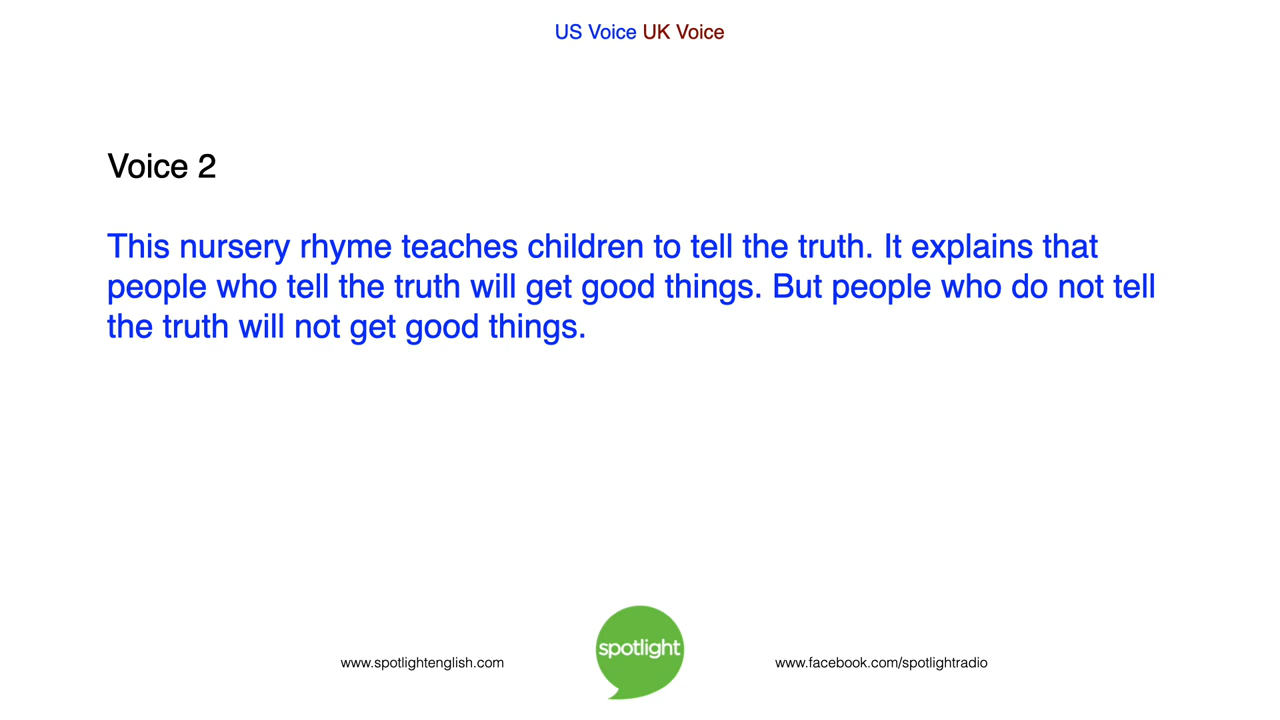 US Voice UK Voice
Voice 2
This nursery rhyme teaches children to tell the truth. It explains that
people who tell the truth will get good things. But people who do not tell
the truth will not get good things.
spotlight
www.spotlightenglish.com
www.facebook.com/spotlightradio